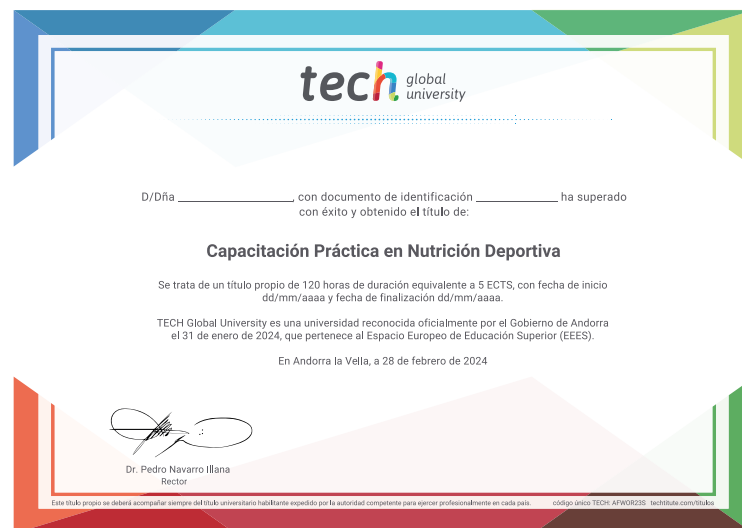 tech global university
D/Dña ____________________, con documento de identificación ______________ ha superado
con éxito y obtenido el título de:
Capacitación Práctica en Nutrición Deportiva
Se trata de un título propio de 120 horas de duración equivalente a 5 ECTS, con fecha de inicio
dd/mm/aaaa y fecha de finalización dd/mm/aaaa.
TECH Global University es una universidad reconocida oficialmente por el Gobierno de Andorra
el 31 de enero de 2024, que pertenece al Espacio Europeo de Educación Superior (EEES).
En Andorra la Vella, a 28 de febrero de 2024
Dr. Pedro Navarro Illana
Rector
Este título propio se deberá acompañar siempre del título universitario habilitante expedido por la autoridad competente para ejercer profesionalmente en cada país. código único TECH: AFWOR23S techtitute.com/titulos